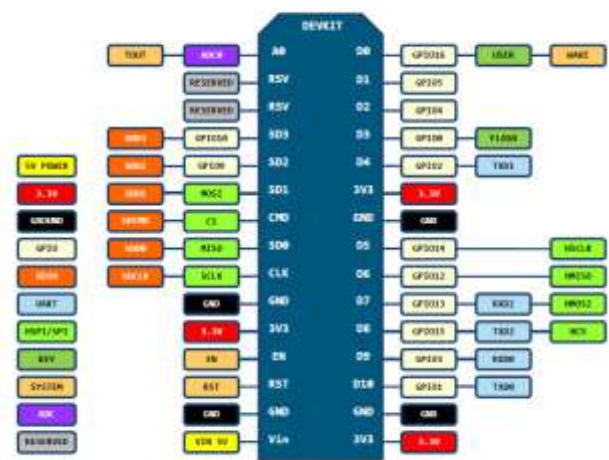 DEVKIT
TOUT ADC0 A0 D0 GPIO16 USER WAKE
RESERVED RSV D1 GPIO5
RESERVED RSV D2 GPIO4
GPIO10 SD3 D3 GPIO0 FLASH
5V POWER GPIO9 SD2 D4 GPIO2 TXD1
3.3V MOSI SD1 3V3 3.3V
GROUND SDCMD CS CMD GND GND
GPIO SDD0 MISO SD0 D5 GPIO14 HSCLK
SDIO SDCLK SCLK CLK D6 GPIO12 HMISO
UART GND GND D7 GPIO13 RXD2 HMOSI
HSPI/SPI 3.3V 3V3 D8 GPIO15 TXD2 HCS
KEY EN EN D9 GPIO3 RXD0
SYSTEM RST RST D10 GPIO1 TXD0
ADC GND GND GND GND
RESERVED VIN 5V Vin 3V3 3.3V